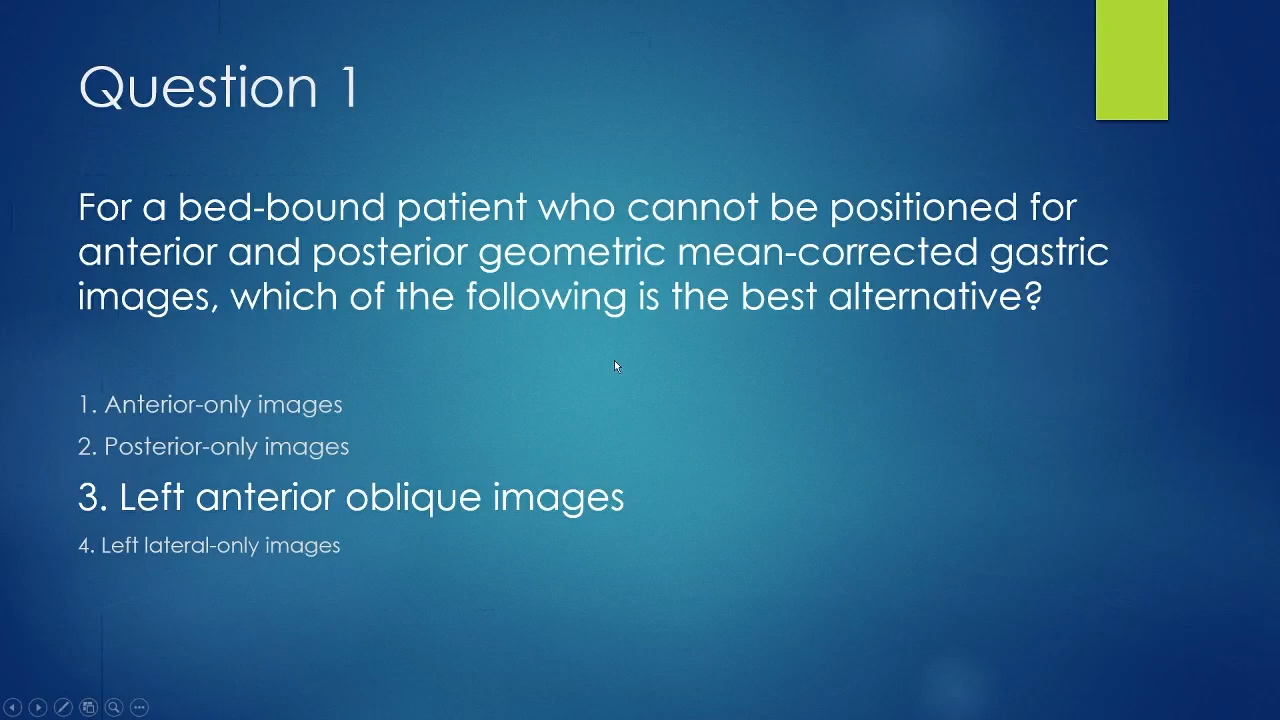 Question 1
For a bed-bound patient who cannot be positioned for
anterior and posterior geometric mean-corrected gastric
images, which of the following is the best alternative?
1. Anterior-only images
2. Posterior-only images
3. Left anterior oblique images
4. Left lateral-only images